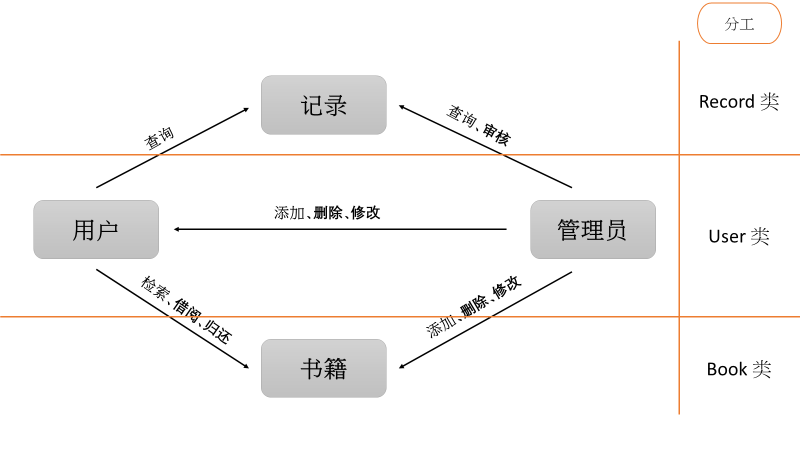 分工
记录
Record 类
查询
查询、审核
用户
添加、删除、修改
管理员
User 类
检索、借阅、归还
添加、删除、修改
书籍
Book 类